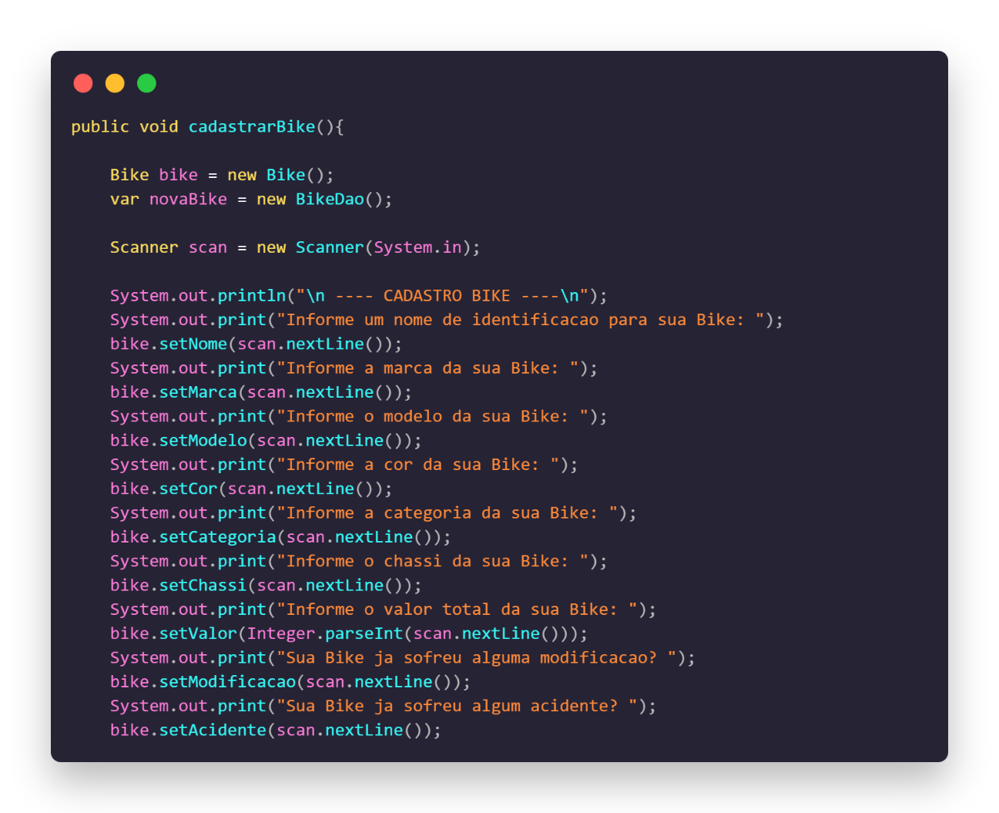 public void cadastrarBike(){
    Bike bike = new Bike();
    var novaBike = new BikeDao();
    Scanner scan = new Scanner(System.in);
    System.out.println("\n ---- CADASTRO BIKE ----\n");
    System.out.print("Informe um nome de identificacao para sua Bike: ");
    bike.setNome(scan.nextLine());
    System.out.print("Informe a marca da sua Bike: ");
    bike.setMarca(scan.nextLine());
    System.out.print("Informe o modelo da sua Bike: ");
    bike.setModelo(scan.nextLine());
    System.out.print("Informe a cor da sua Bike: ");
    bike.setCor(scan.nextLine());
    System.out.print("Informe a categoria da sua Bike: ");
    bike.setCategoria(scan.nextLine());
    System.out.print("Informe o chassi da sua Bike: ");
    bike.setChassi(scan.nextLine());
    System.out.print("Informe o valor total da sua Bike: ");
    bike.setValor(Integer.parseInt(scan.nextLine()));
    System.out.print("Sua Bike ja sofreu alguma modificacao? ");
    bike.setModificacao(scan.nextLine());
    System.out.print("Sua Bike ja sofreu algum acidente? ");
    bike.setAcidente(scan.nextLine());